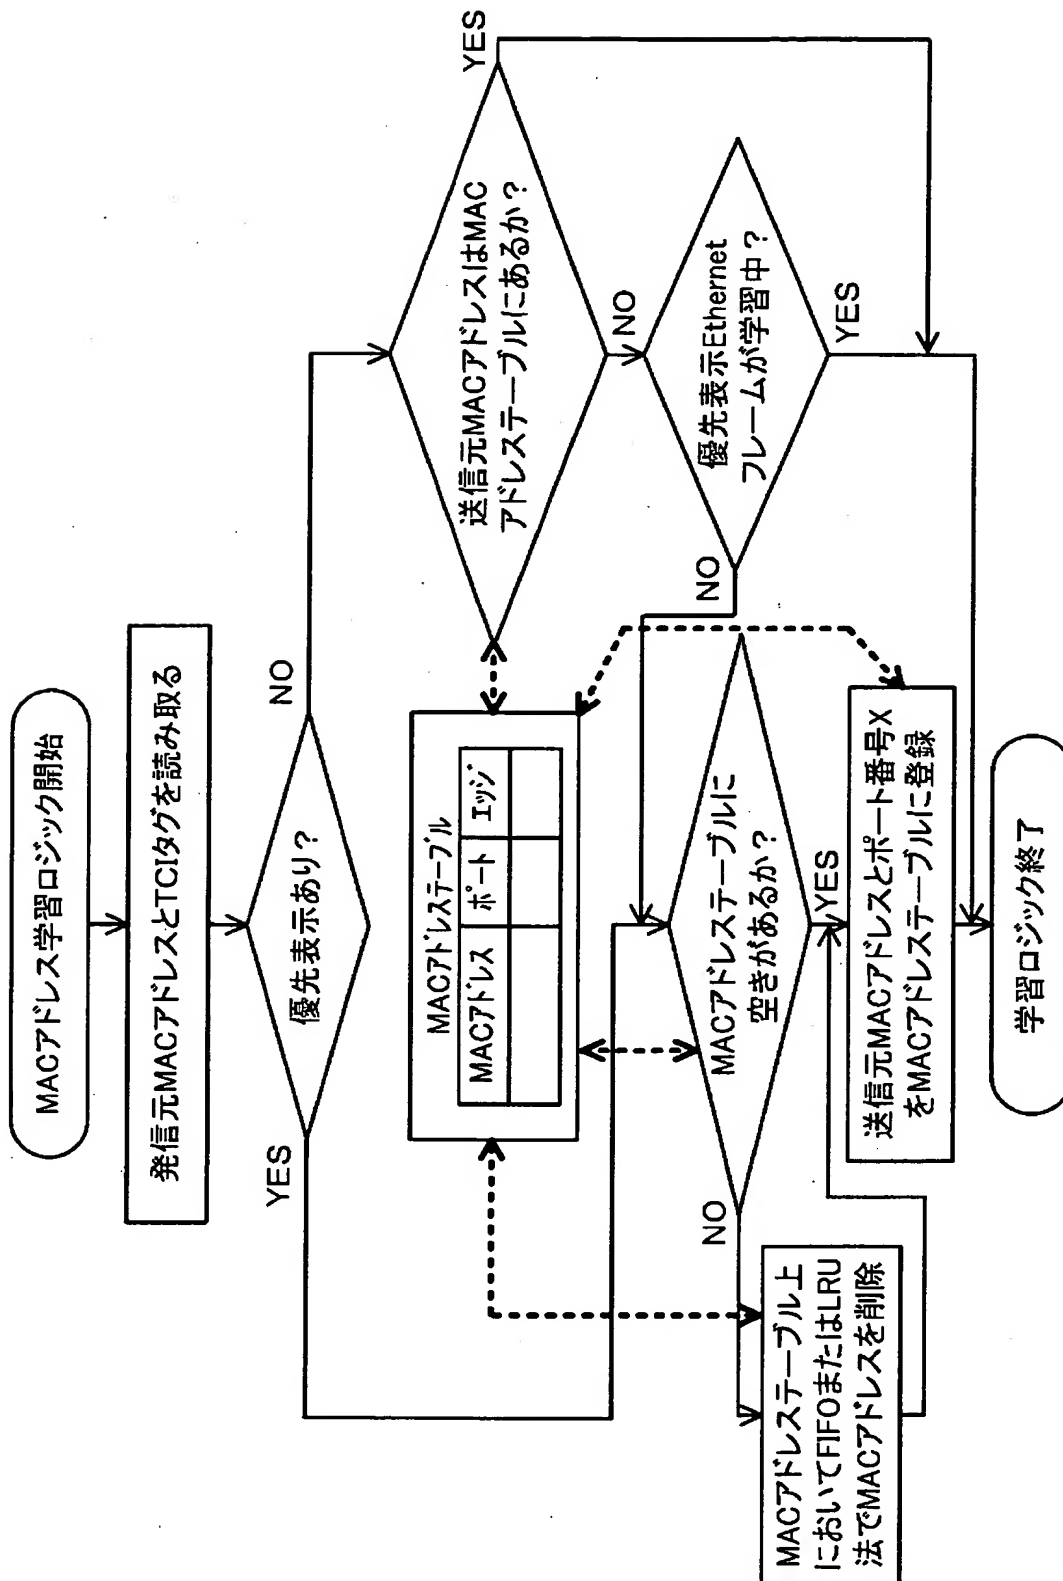 MACアドレス学習ロジック開始
発信元MACアドレスとTCIタグを読み取る
優先表示あり？
YES
NO
送信元MACアドレスはMAC
アドレステーブルにあるか？
YES
NO
MACアドレステーブル
MACアドレス ポート エッジ
優先表示Ethernet
フレームが学習中？
NO
YES
MACアドレステーブルに
空きがあるか？
NO
YES
MACアドレステーブル上
においてFIFOまたはLRU
法でMACアドレスを削除
送信元MACアドレスとポート番号X
をMACアドレステーブルに登録
学習ロジック終了